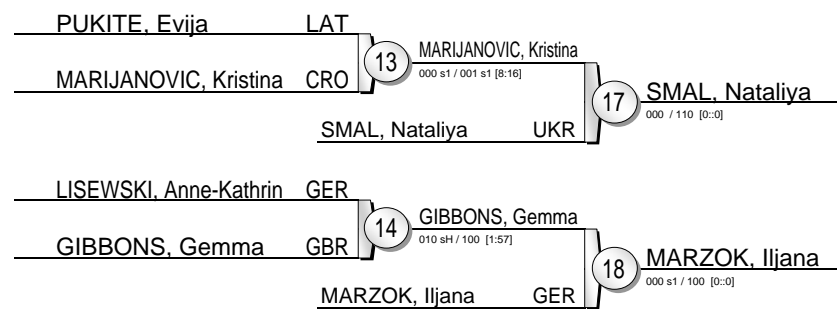 PUKITE, Evija LAT
13 MARIJANOVIC, Kristina
000 s1 / 001 s1 [8:16]
MARIJANOVIC, Kristina CRO
17 SMAL, Nataliya
000 / 110 [0::0]
SMAL, Nataliya UKR
LISEWSKI, Anne-Kathrin GER
14 GIBBONS, Gemma
010 sH / 100 [1:57]
GIBBONS, Gemma GBR
18 MARZOK, Iljana
000 s1 / 100 [0::0]
MARZOK, Iljana GER